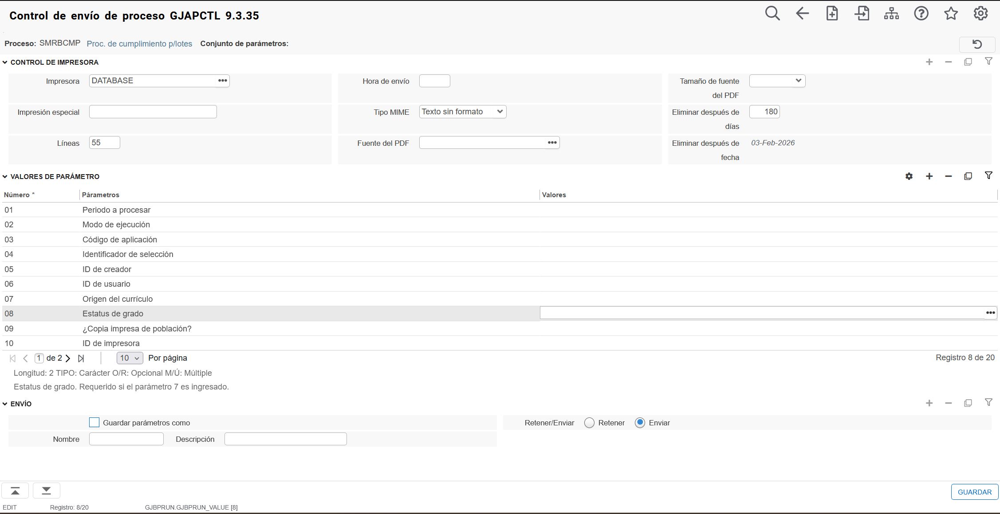 Control de envío de proceso GJAPCTL 9.3.35
Proceso: SMRBCMP Proc. de cumplimiento p/lotes Conjunto de parámetros:
CONTROL DE IMPRESORA
Impresora DATABASE
Hora de envío
Tamaño de fuente
del PDF
Impresión especial
Tipo MIME Texto sin formato
Eliminar después de 180
días
Líneas 55
Fuente del PDF
Eliminar después de 03-Feb-2026
fecha
VALORES DE PARÁMETRO
Número * Párametros Valores
01 Periodo a procesar
02 Modo de ejecución
03 Código de aplicación
04 Identificador de selección
05 ID de creador
06 ID de usuario
07 Origen del currículo
08 Estatus de grado
09 ¿Copia impresa de población?
10 ID de impresora
1 de 2 10 Por página Registro 8 de 20
Longitud: 2 TIPO: Carácter O/R: Opcional M/Ú: Múltiple
Estatus de grado. Requerido si el parámetro 7 es ingresado.
ENVÍO
Guardar parámetros como
Retener/Enviar Retener Enviar
Nombre Descripción
GUARDAR
EDIT Registro: 8/20 GJBPRUN.GJBPRUN_VALUE [8]